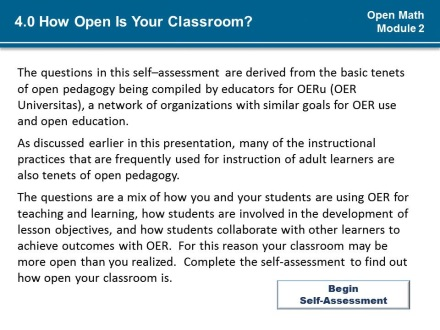 4.0 How Open Is Your Classroom?
Open Math
Module 2
The questions in this self–assessment are derived from the basic tenets
of open pedagogy being compiled by educators for OERu (OER
Universitas), a network of organizations with similar goals for OER use
and open education.
As discussed earlier in this presentation, many of the instructional
practices that are frequently used for instruction of adult learners are
also tenets of open pedagogy.
The questions are a mix of how you and your students are using OER for
teaching and learning, how students are involved in the development of
lesson objectives, and how students collaborate with other learners to
achieve outcomes with OER.  For this reason your classroom may be
more open than you realized.  Complete the self-assessment to find out
how open your classroom is.
Begin
Self-Assessment